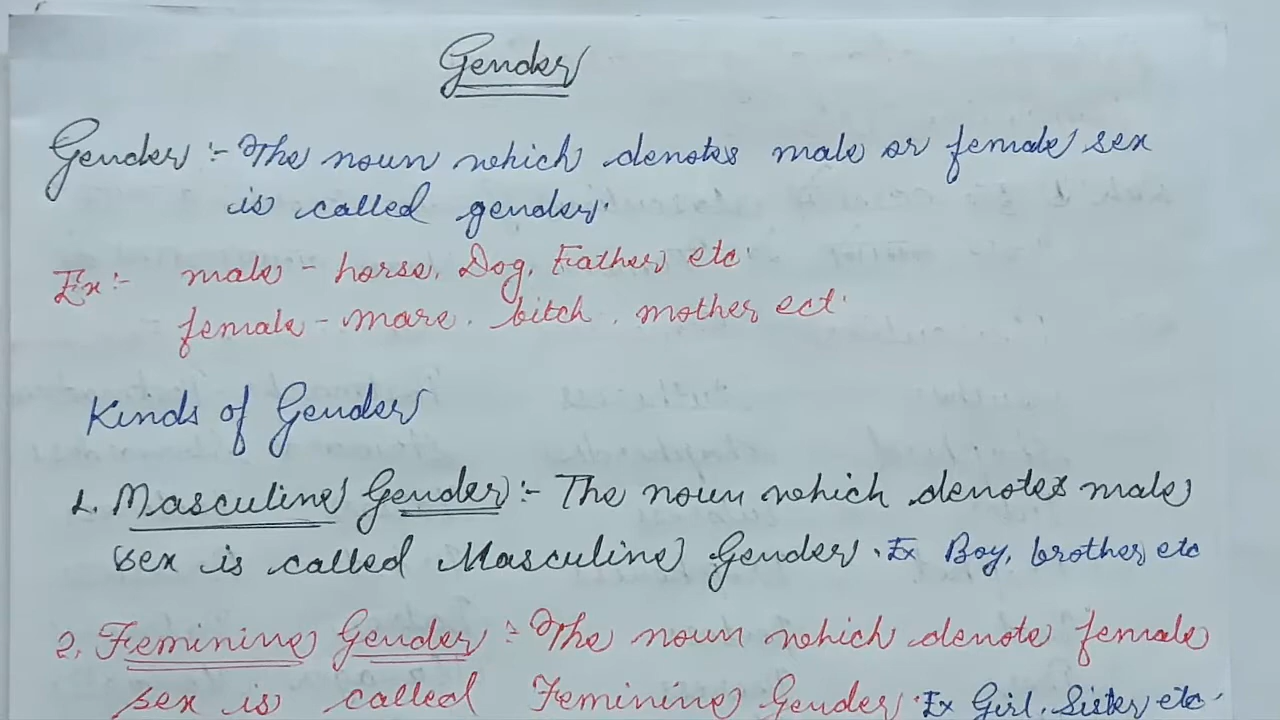 Gender
Gender :- The noun which denotes male or female sex
is called gender.
Ex :- male - horse, Dog, Father etc.
female - mare, bitch, mother ect.
Kinds of Gender
1. Masculine Gender :- The noun which denotes male
sex is called Masculine Gender. Ex Boy, brother etc
2. Feminine Gender :- The noun which denote female
sex is called Feminine Gender. Ex Girl, Sister etc.